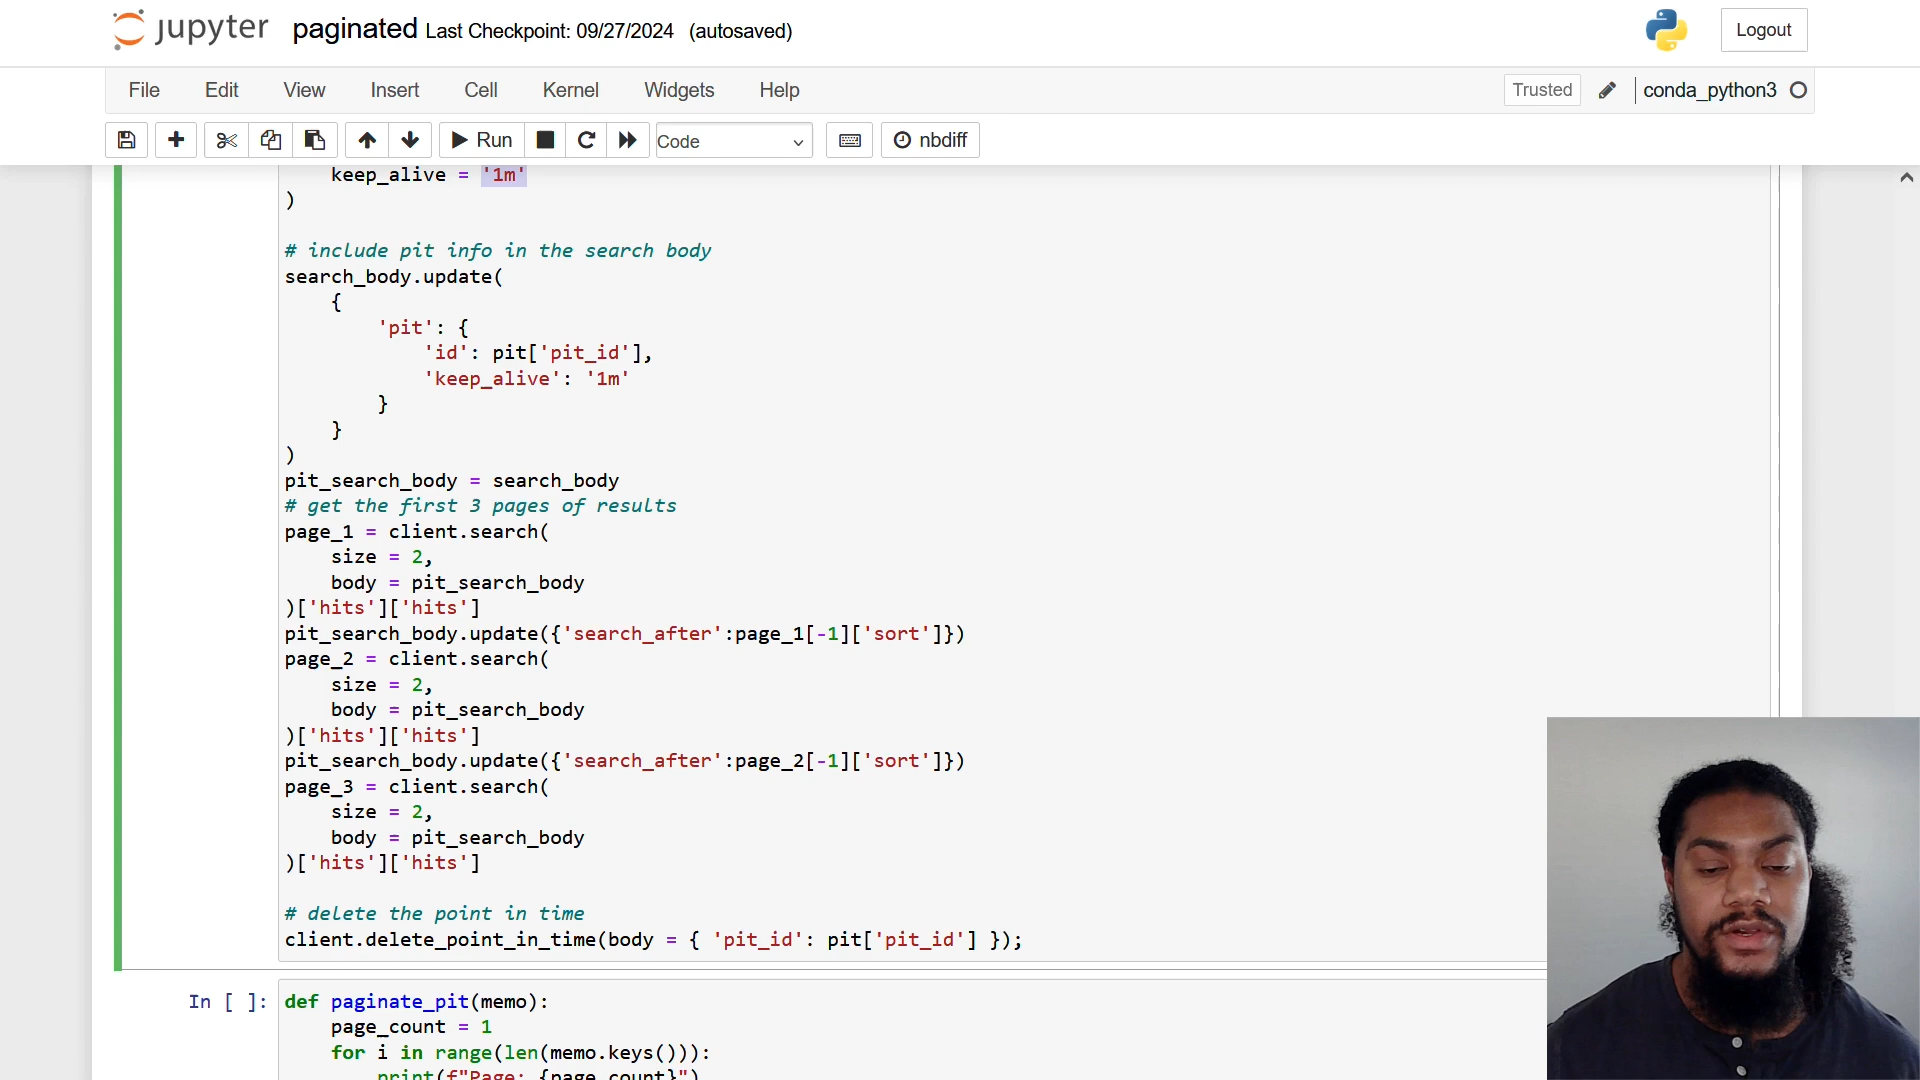 jupyter paginated Last Checkpoint: 09/27/2024 (autosaved) Logout
File Edit View Insert Cell Kernel Widgets Help Trusted conda_python3
Run Code nbdiff
keep_alive = '1m'
)
# include pit info in the search body
search_body.update(
{
'pit': {
'id': pit['pit_id'],
'keep_alive': '1m'
}
}
)
pit_search_body = search_body
# get the first 3 pages of results
page_1 = client.search(
size = 2,
body = pit_search_body
)['hits']['hits']
pit_search_body.update({'search_after':page_1[-1]['sort']})
page_2 = client.search(
size = 2,
body = pit_search_body
)['hits']['hits']
pit_search_body.update({'search_after':page_2[-1]['sort']})
page_3 = client.search(
size = 2,
body = pit_search_body
)['hits']['hits']
# delete the point in time
client.delete_point_in_time(body = { 'pit_id': pit['pit_id'] });
In [ ]: def paginate_pit(memo):
page_count = 1
for i in range(len(memo.keys())):
print(f"Page: {page_count}")